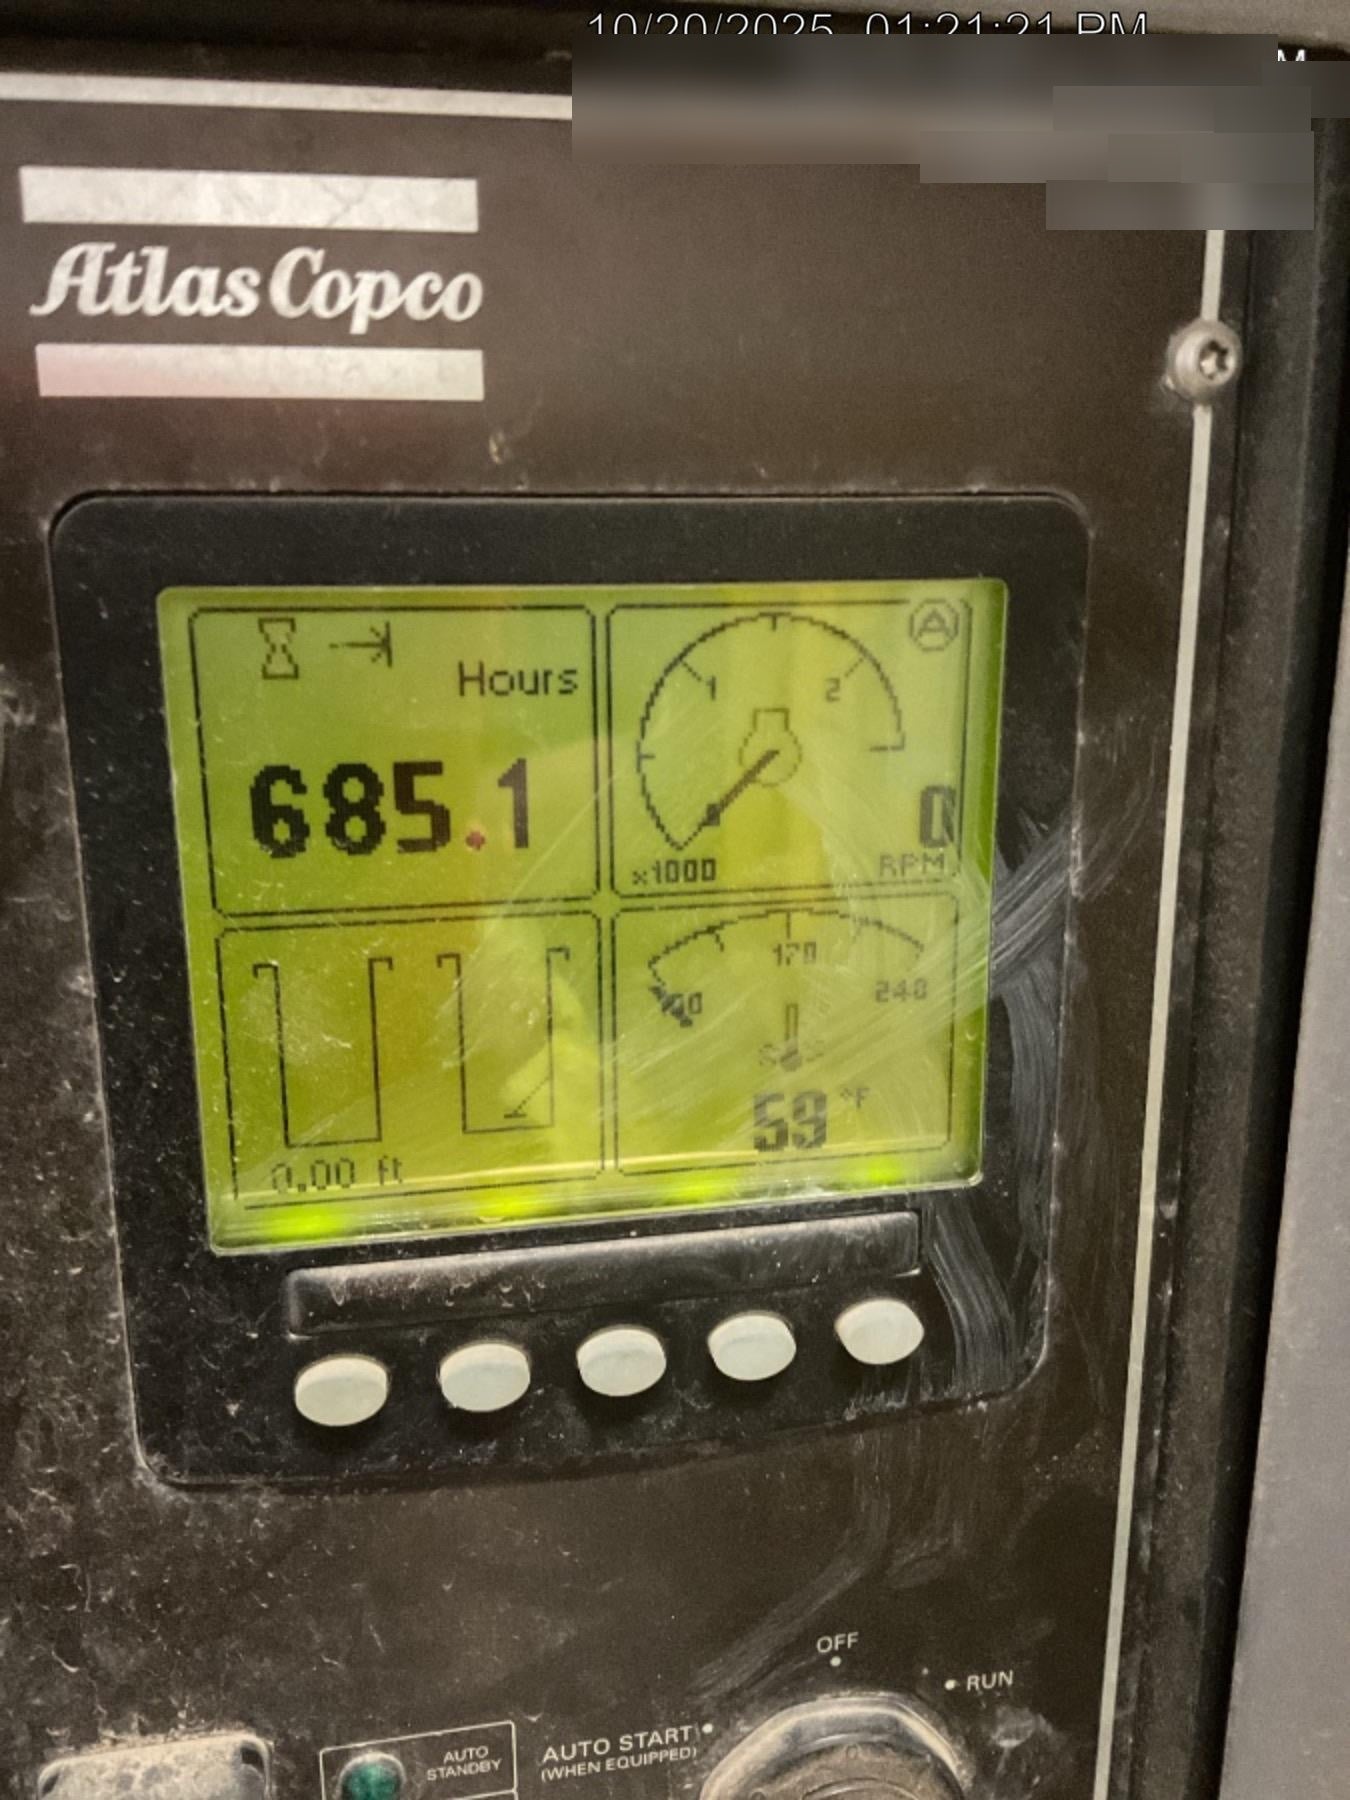 10/20/2025 01:21:21 PM
Atlas Copco
Hours
685.1
1 2
0
x1000 RPM
170
240
59 °F
0.00 ft
OFF
RUN
AUTO STANDBY
AUTO START
(WHEN EQUIPPED)